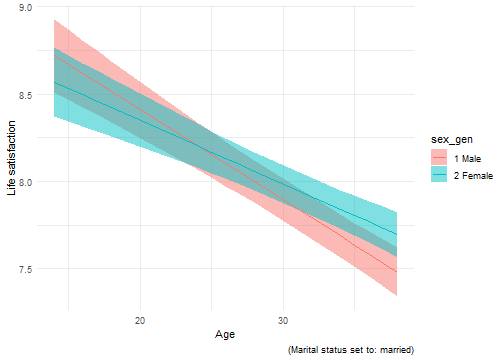 9.0
8.5
8.0
7.5
Life satisfaction
20
30
Age
sex_gen
1 Male
2 Female
(Marital status set to: married)